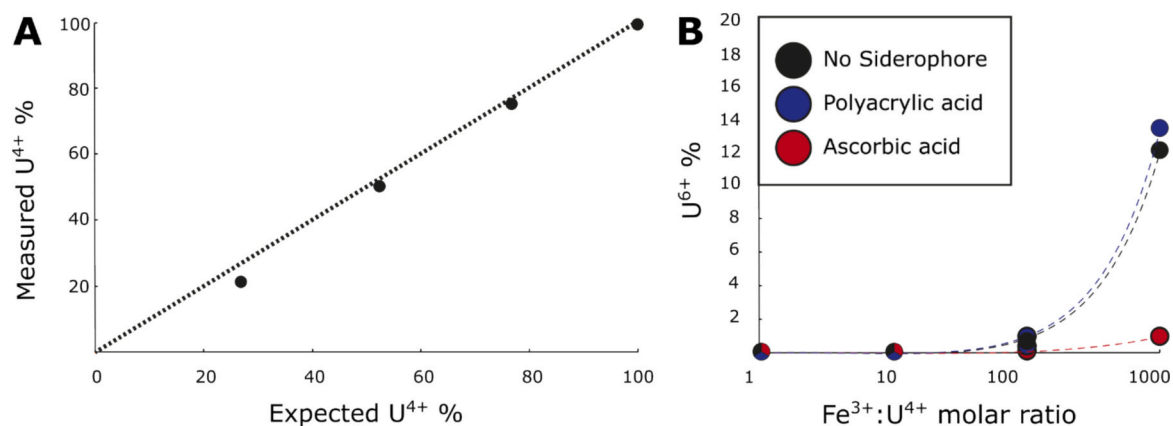 A
Measured U⁴⁺ %
100
80
60
40
20
0
20
40
60
80
100
Expected U⁴⁺ %
B
U⁶⁺ %
20
18
16
14
12
10
8
6
4
2
No Siderophore
Polyacrylic acid
Ascorbic acid
1
10
100
1000
Fe³⁺:U⁴⁺ molar ratio